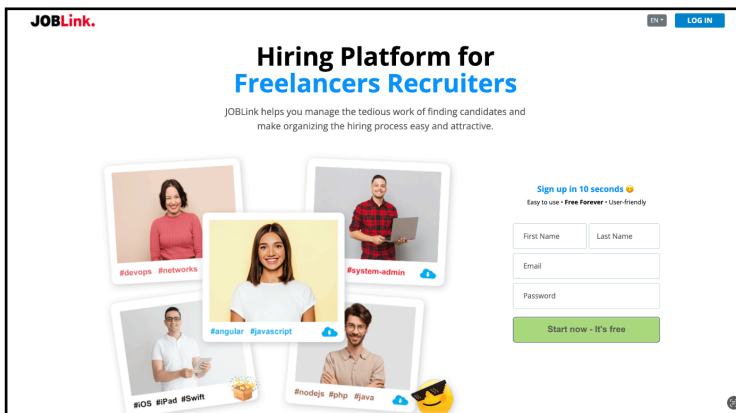 JOBLink.
EN
LOG IN
Hiring Platform for
Freelancers Recruiters
JOBLink helps you manage the tedious work of finding candidates and
make organizing the hiring process easy and attractive.
Sign up in 10 seconds 😋
Easy to use • Free Forever • User-friendly
First Name
Last Name
Email
Password
Start now - It's free
#devops #networks
#system-admin
#angular #javascript
#iOS #iPad #Swift
#nodejs #php #java